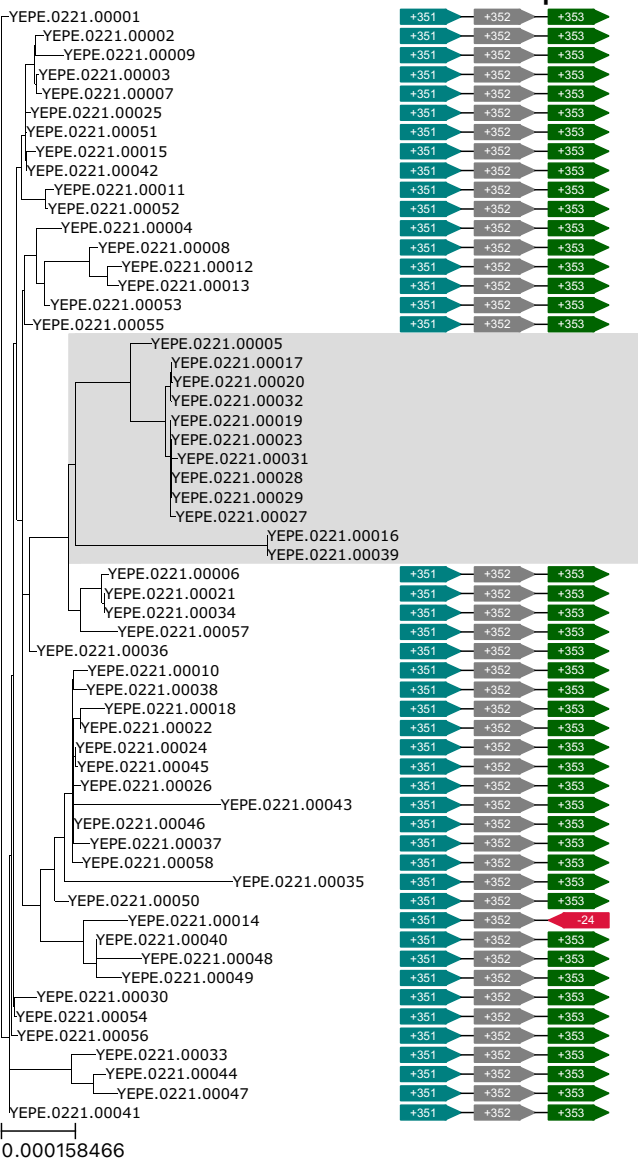 YEPE.0221.00001 +351 +352 +353
YEPE.0221.00002 +351 +352 +353
YEPE.0221.00009 +351 +352 +353
YEPE.0221.00003 +351 +352 +353
YEPE.0221.00007 +351 +352 +353
YEPE.0221.00025 +351 +352 +353
YEPE.0221.00051 +351 +352 +353
YEPE.0221.00015 +351 +352 +353
YEPE.0221.00042 +351 +352 +353
YEPE.0221.00011 +351 +352 +353
YEPE.0221.00052 +351 +352 +353
YEPE.0221.00004 +351 +352 +353
YEPE.0221.00008 +351 +352 +353
YEPE.0221.00012 +351 +352 +353
YEPE.0221.00013 +351 +352 +353
YEPE.0221.00053 +351 +352 +353
YEPE.0221.00055 +351 +352 +353
YEPE.0221.00005
YEPE.0221.00017
YEPE.0221.00020
YEPE.0221.00032
YEPE.0221.00019
YEPE.0221.00023
YEPE.0221.00031
YEPE.0221.00028
YEPE.0221.00029
YEPE.0221.00027
YEPE.0221.00016
YEPE.0221.00039
YEPE.0221.00006 +351 +352 +353
YEPE.0221.00021 +351 +352 +353
YEPE.0221.00034 +351 +352 +353
YEPE.0221.00057 +351 +352 +353
YEPE.0221.00036 +351 +352 +353
YEPE.0221.00010 +351 +352 +353
YEPE.0221.00038 +351 +352 +353
YEPE.0221.00018 +351 +352 +353
YEPE.0221.00022 +351 +352 +353
YEPE.0221.00024 +351 +352 +353
YEPE.0221.00045 +351 +352 +353
YEPE.0221.00026 +351 +352 +353
YEPE.0221.00043 +351 +352 +353
YEPE.0221.00046 +351 +352 +353
YEPE.0221.00037 +351 +352 +353
YEPE.0221.00058 +351 +352 +353
YEPE.0221.00035 +351 +352 +353
YEPE.0221.00050 +351 +352 +353
YEPE.0221.00014 +351 +352 -24
YEPE.0221.00040 +351 +352 +353
YEPE.0221.00048 +351 +352 +353
YEPE.0221.00049 +351 +352 +353
YEPE.0221.00030 +351 +352 +353
YEPE.0221.00054 +351 +352 +353
YEPE.0221.00056 +351 +352 +353
YEPE.0221.00033 +351 +352 +353
YEPE.0221.00044 +351 +352 +353
YEPE.0221.00047 +351 +352 +353
YEPE.0221.00041 +351 +352 +353
0.000158466